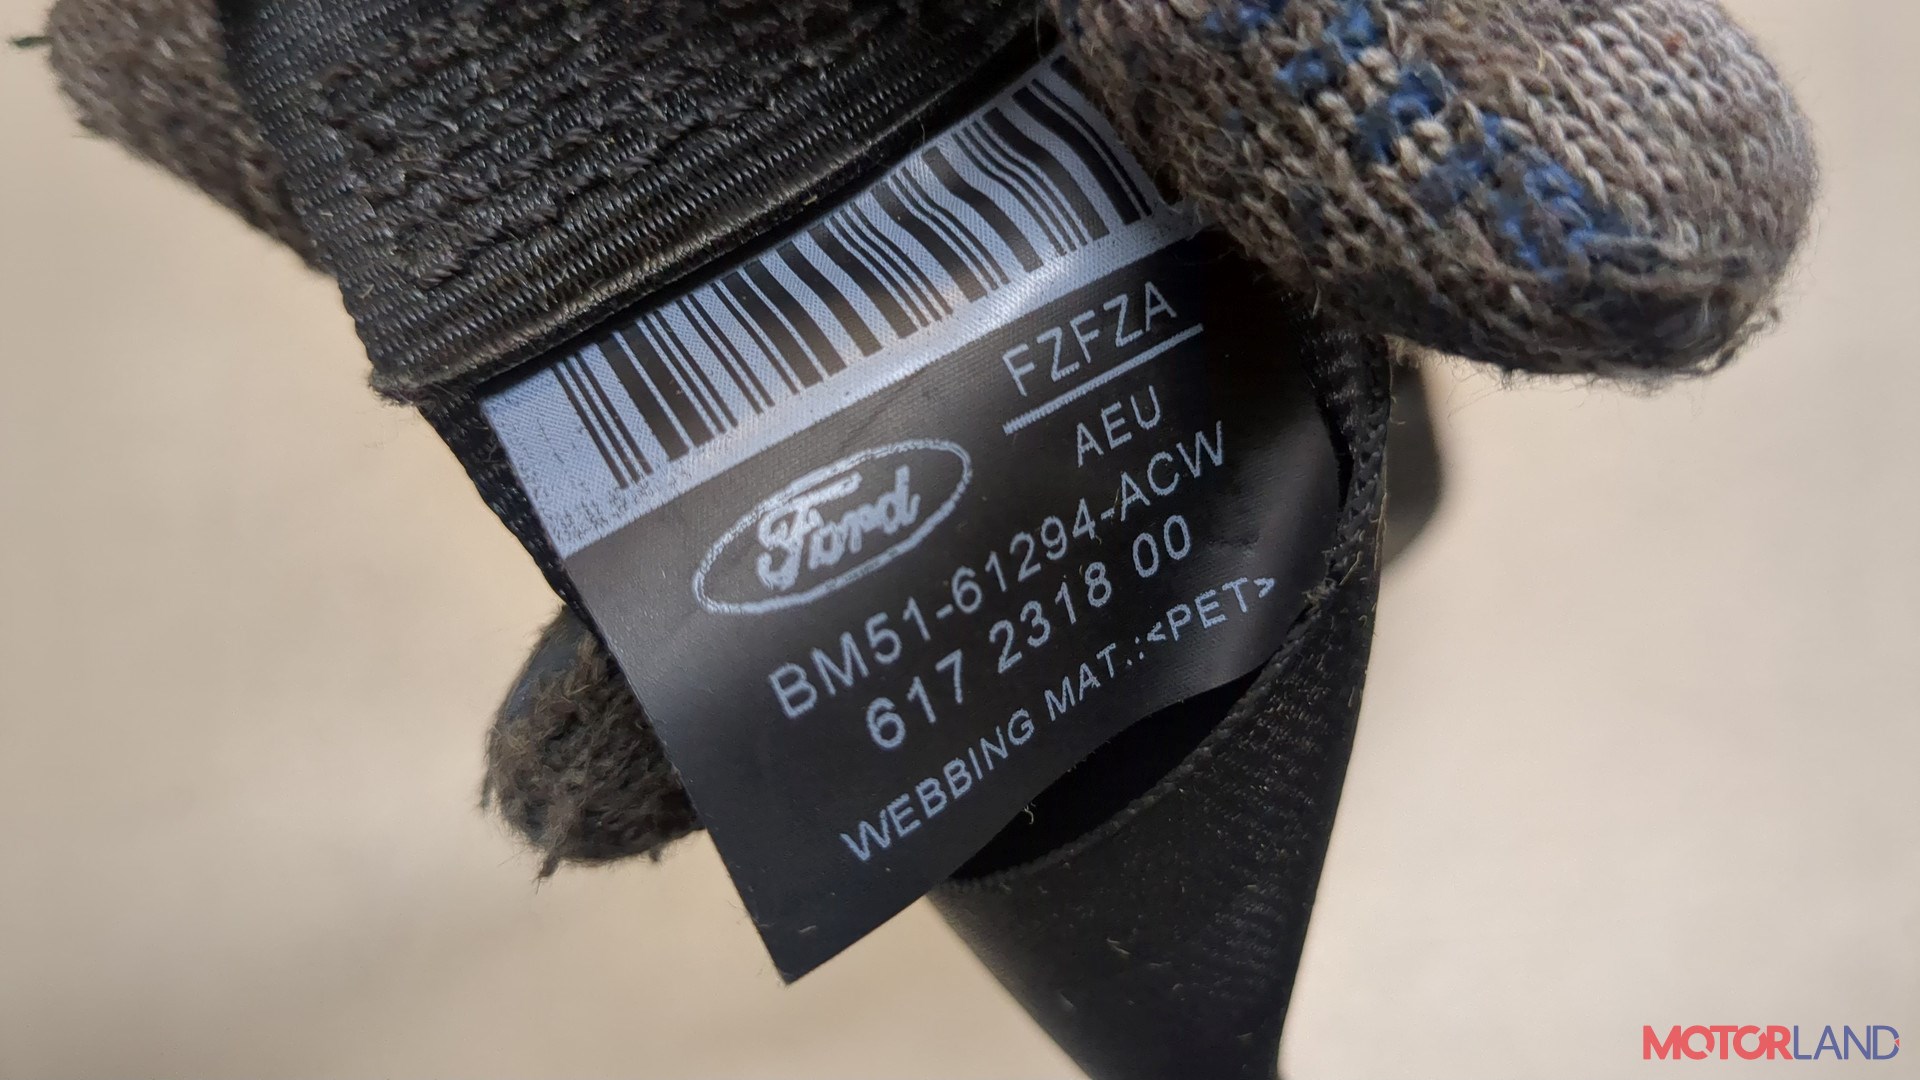 FZFZA
AEU
Ford
BM51-61294-ACW
617 2318 00
WEBBING MAT.:<PET>
MOTORLAND